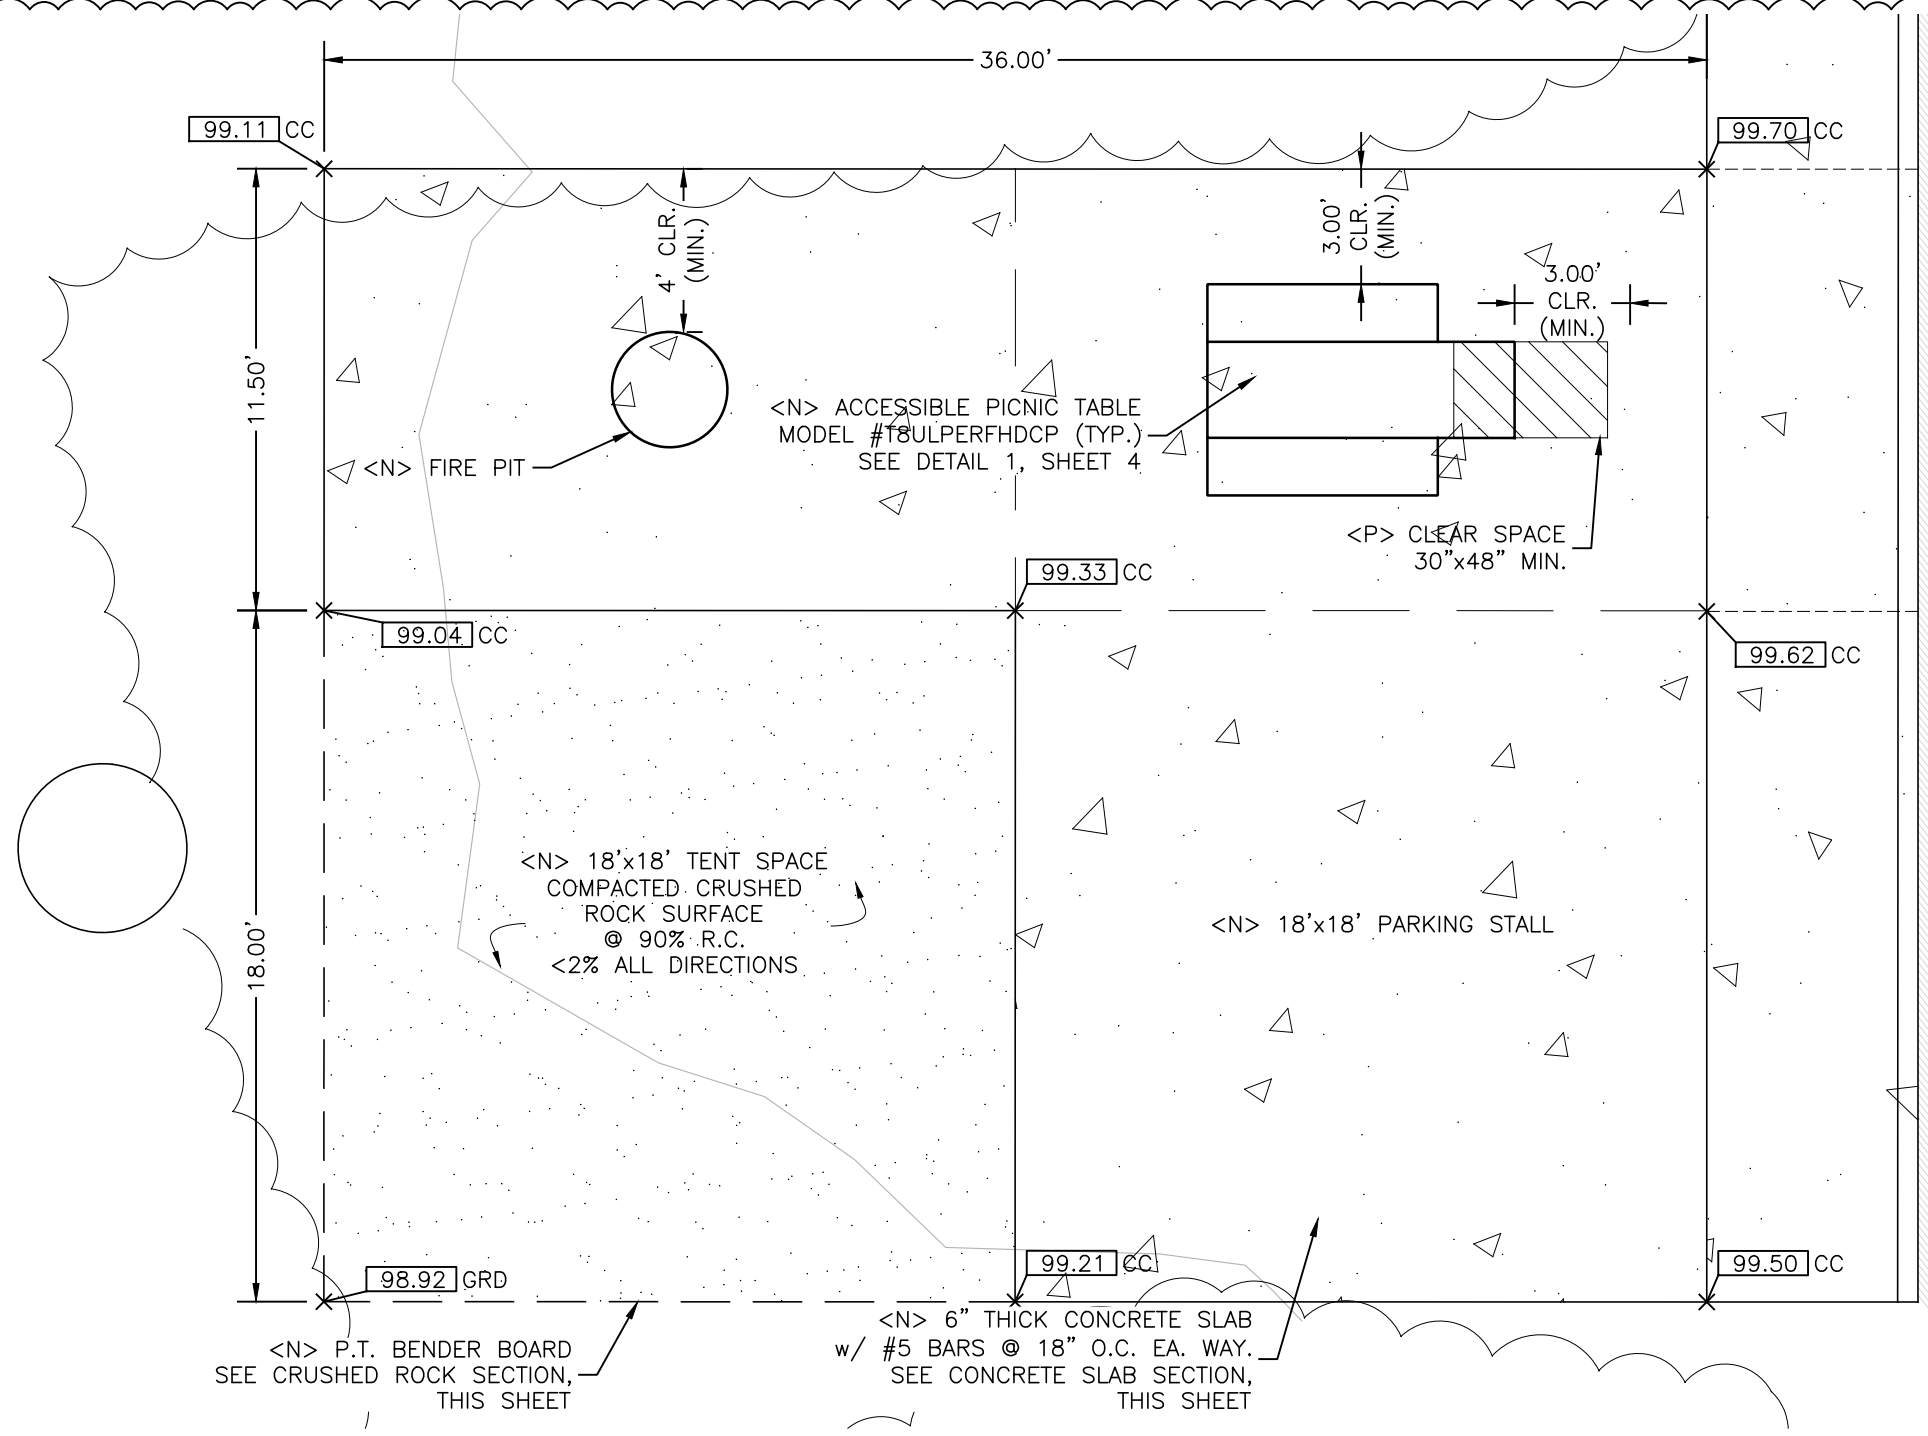 36.00'
99.11 CC
99.70 CC
4' CLR.
(MIN.)
3.00'
CLR.
(MIN.)
3.00'
CLR.
(MIN.)
11.50'
<N> ACCESSIBLE PICNIC TABLE
MODEL #T8ULPERFHDCP (TYP.)
SEE DETAIL 1, SHEET 4
<N> FIRE PIT
<P> CLEAR SPACE
30"x48" MIN.
99.33 CC
99.04 CC
99.62 CC
<N> 18'x18' TENT SPACE
COMPACTED CRUSHED
ROCK SURFACE
@ 90% R.C.
<2% ALL DIRECTIONS
18.00'
<N> 18'x18' PARKING STALL
98.92 GRD
99.21 CC
99.50 CC
<N> P.T. BENDER BOARD
SEE CRUSHED ROCK SECTION,
THIS SHEET
<N> 6" THICK CONCRETE SLAB
w/ #5 BARS @ 18" O.C. EA. WAY.
SEE CONCRETE SLAB SECTION,
THIS SHEET